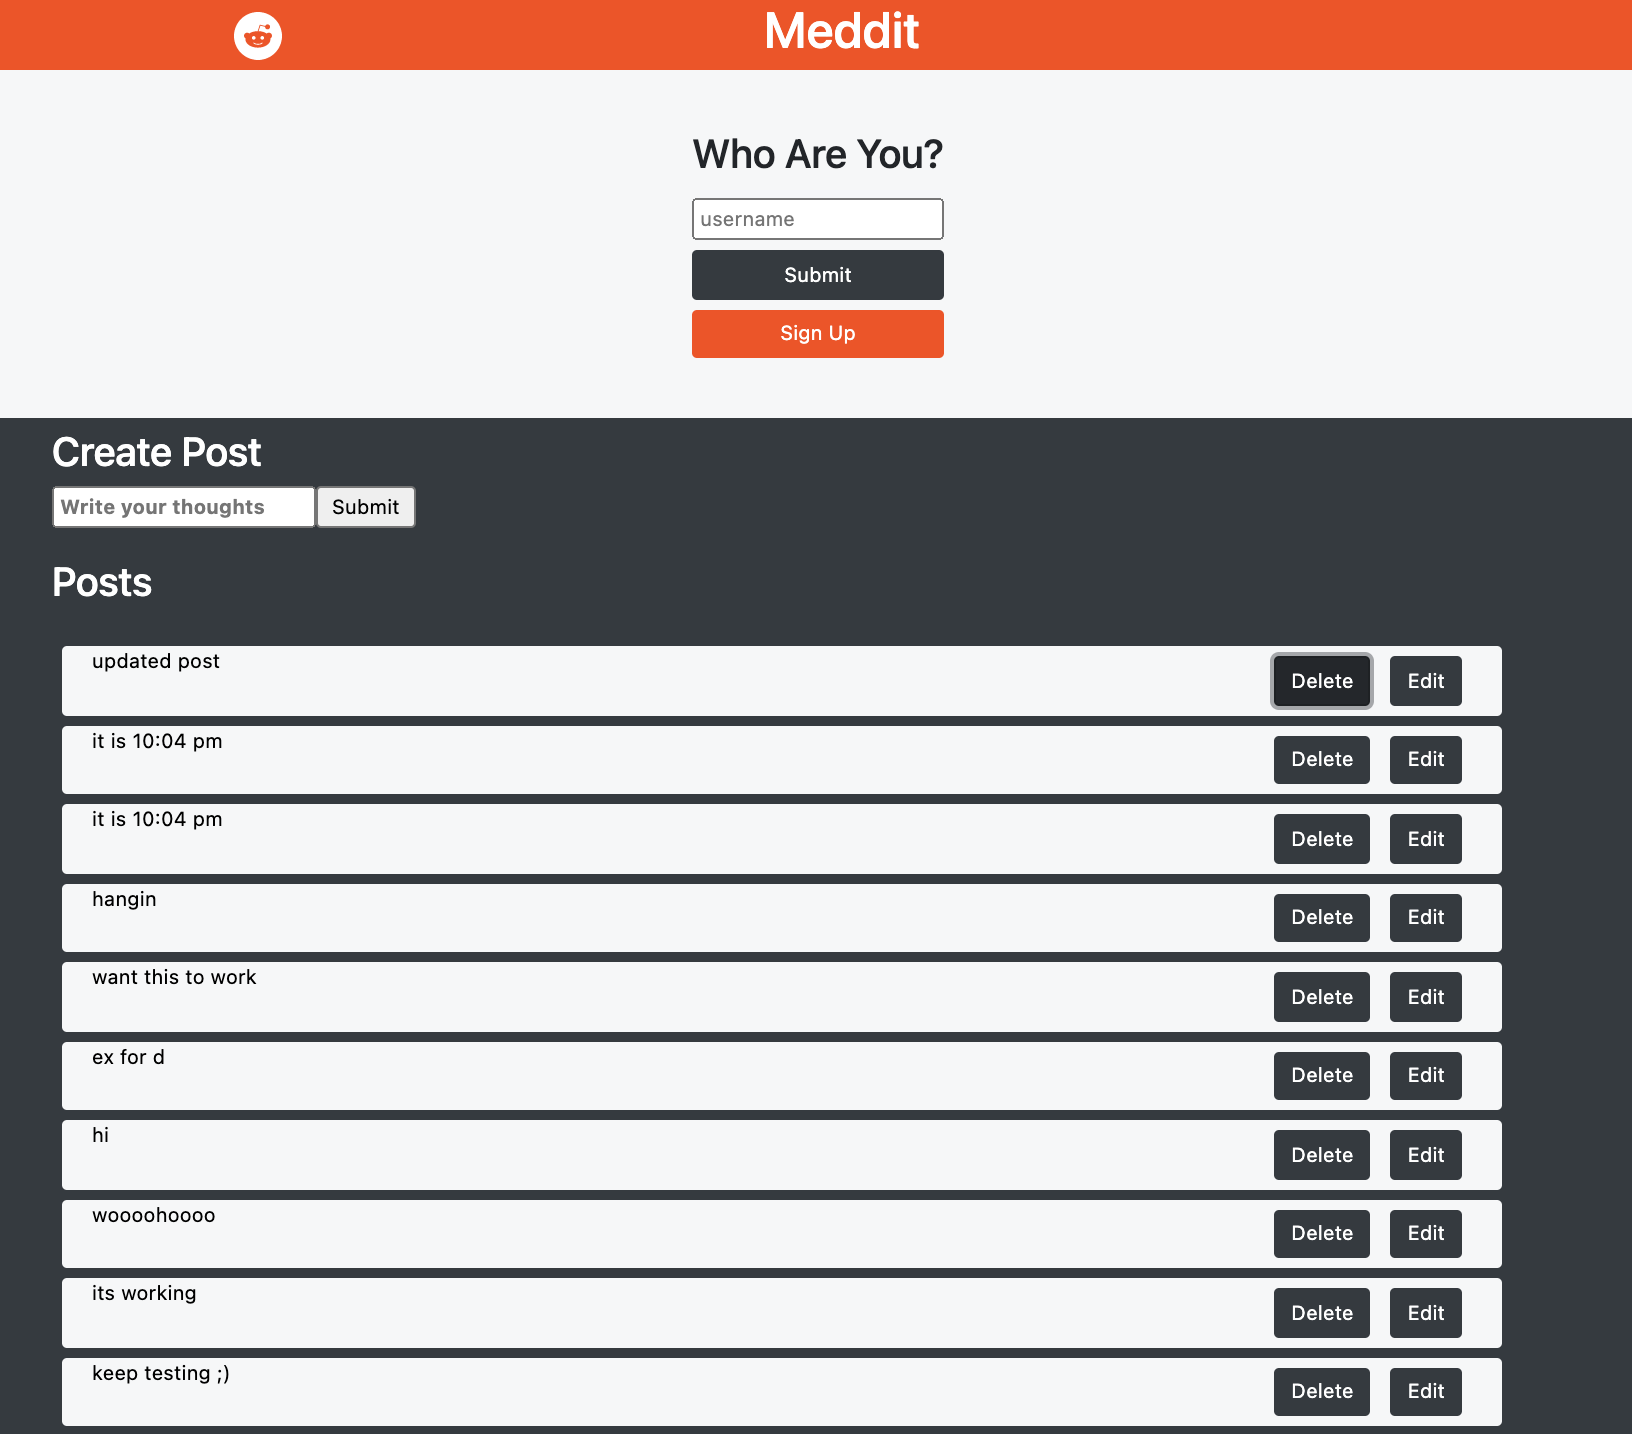 Meddit
Who Are You?
username
Submit
Sign Up
Create Post
Write your thoughts Submit
Posts
updated post Delete Edit
it is 10:04 pm Delete Edit
it is 10:04 pm Delete Edit
hangin Delete Edit
want this to work Delete Edit
ex for d Delete Edit
hi Delete Edit
woooohoooo Delete Edit
its working Delete Edit
keep testing ;) Delete Edit